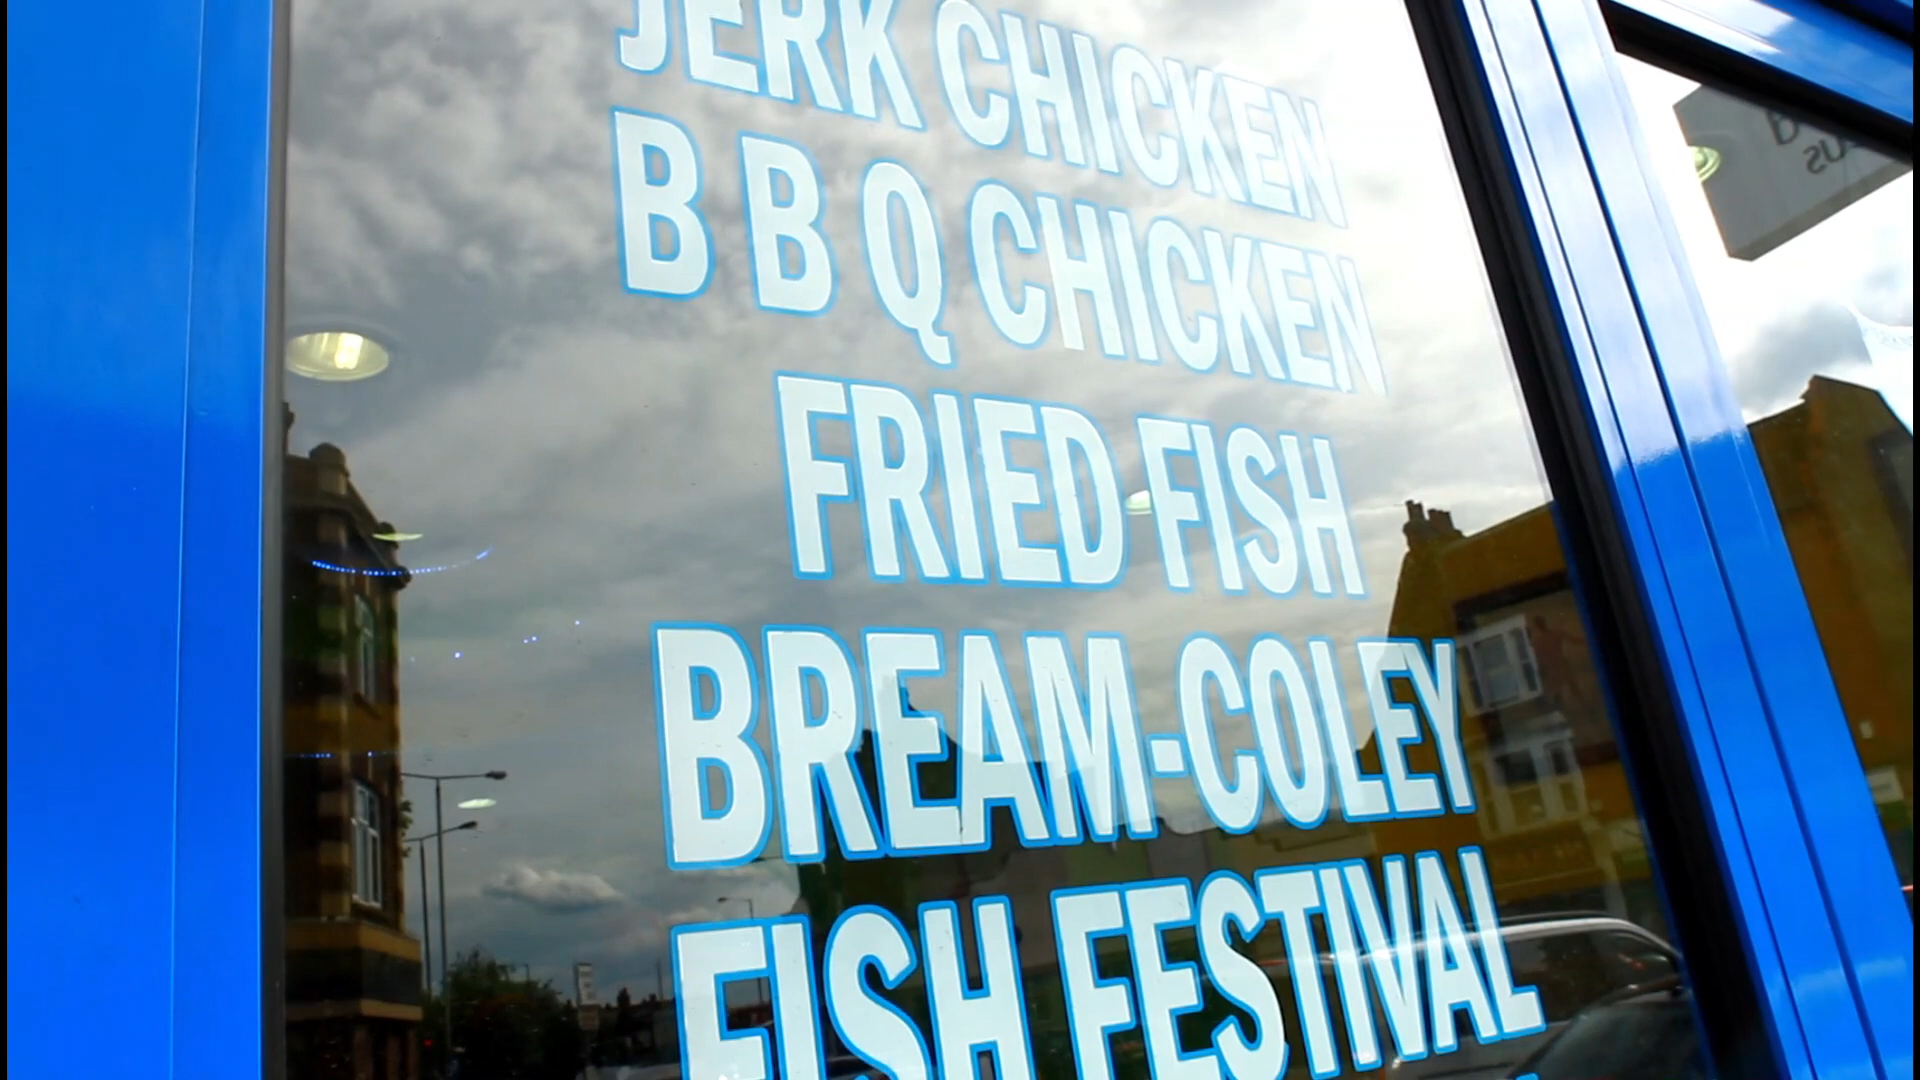 JERK CHICKEN
B B Q CHICKEN
FRIED FISH
BREAM-COLEY
FISH FESTIVAL